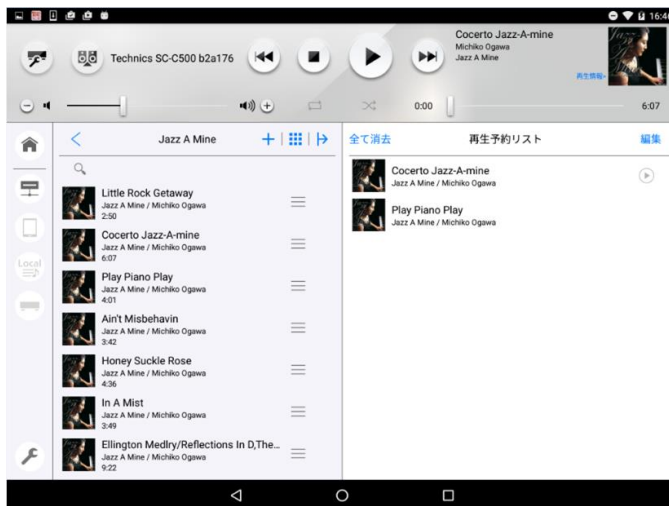 16:46
Technics SC-C500 b2a176
Cocerto Jazz-A-mine
Michiko Ogawa
Jazz A Mine
再生情報»
0:00
6:07
Jazz A Mine
Little Rock Getaway
Jazz A Mine / Michiko Ogawa
2:50
Cocerto Jazz-A-mine
Jazz A Mine / Michiko Ogawa
6:07
Play Piano Play
Jazz A Mine / Michiko Ogawa
4:01
Ain't Misbehavin
Jazz A Mine / Michiko Ogawa
3:42
Honey Suckle Rose
Jazz A Mine / Michiko Ogawa
4:36
In A Mist
Jazz A Mine / Michiko Ogawa
3:49
Ellington Medlry/Reflections In D,The...
Jazz A Mine / Michiko Ogawa
9:22
Local
全て消去
再生予約リスト
編集
Cocerto Jazz-A-mine
Jazz A Mine / Michiko Ogawa
Play Piano Play
Jazz A Mine / Michiko Ogawa